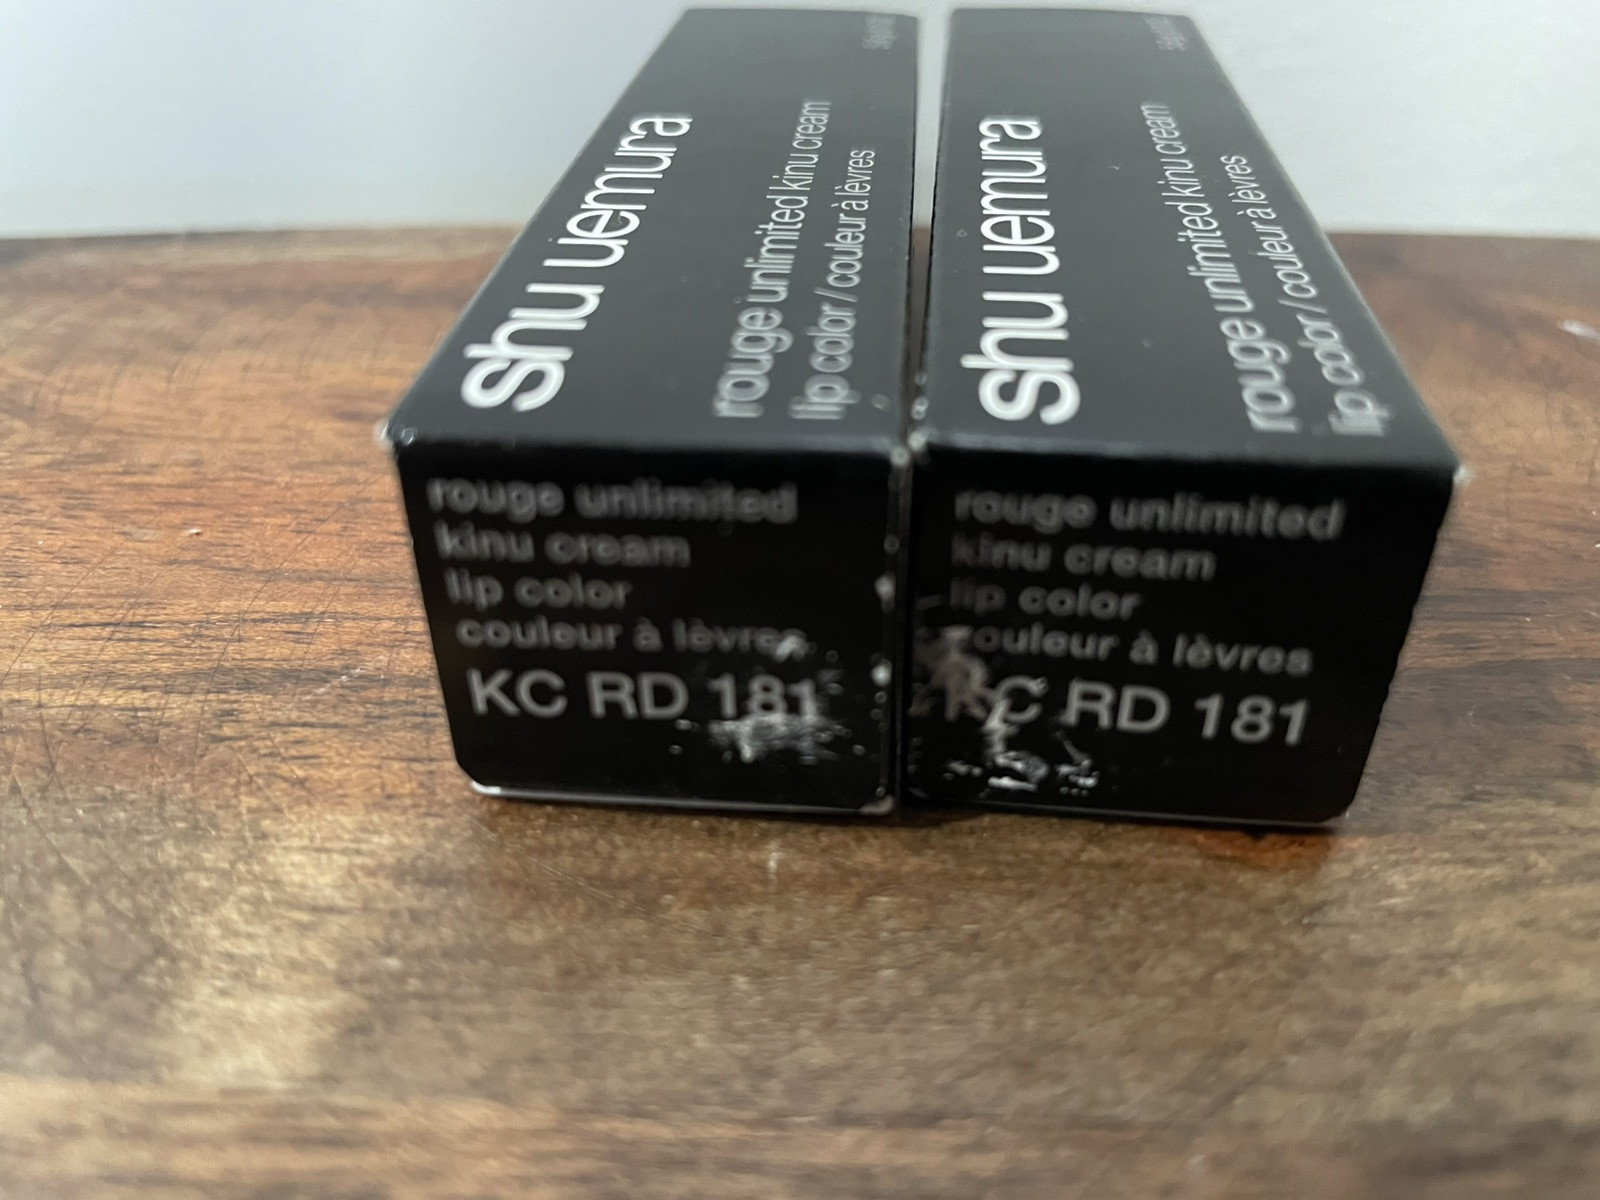 shu uemura
rouge unlimited kinu cream
lip color / couleur à lèvres
rouge unlimited
kinu cream
lip color
couleur à lèvres
KC RD 181
shu uemura
rouge unlimited kinu cream
lip color / couleur à lèvres
rouge unlimited
kinu cream
lip color
couleur à lèvres
KC RD 181